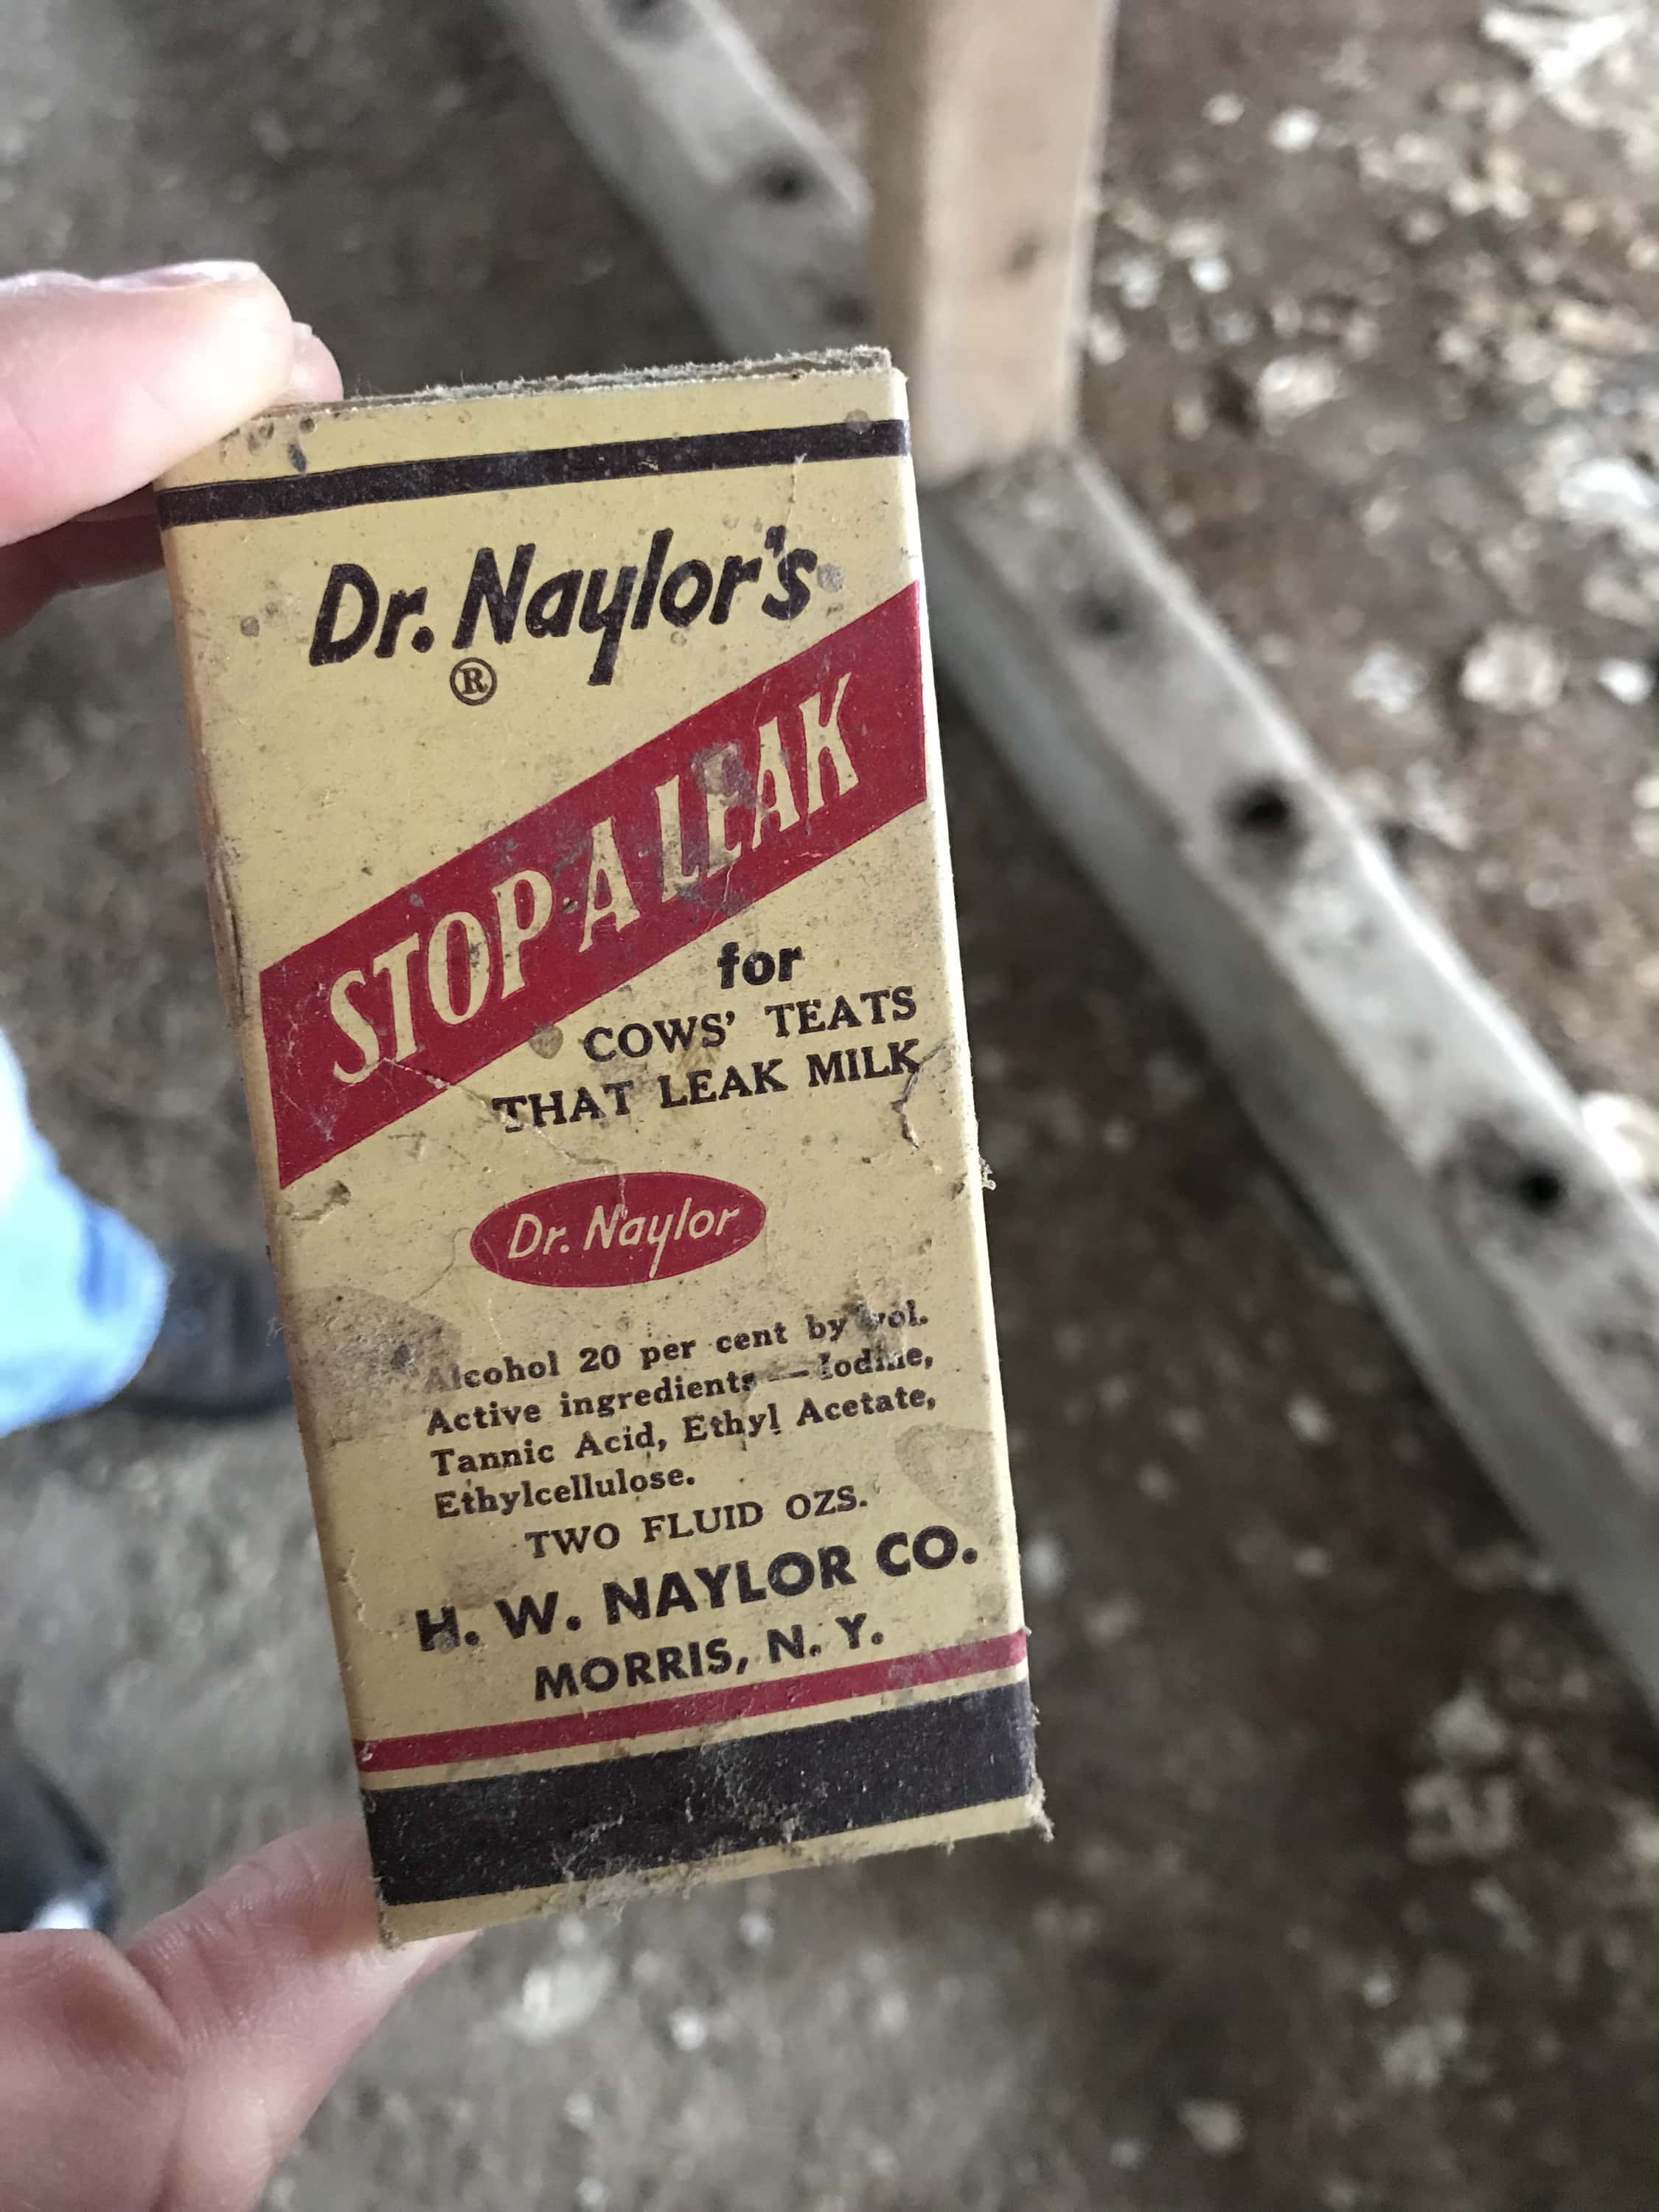 Dr. Naylor's
®
STOP-A LEAK
for
COWS' TEATS
THAT LEAK MILK
Dr. Naylor
Alcohol 20 per cent by vol.
Active ingredients — Iodine,
Tannic Acid, Ethyl Acetate,
Ethylcellulose.
TWO FLUID OZS.
H. W. NAYLOR CO.
MORRIS, N. Y.